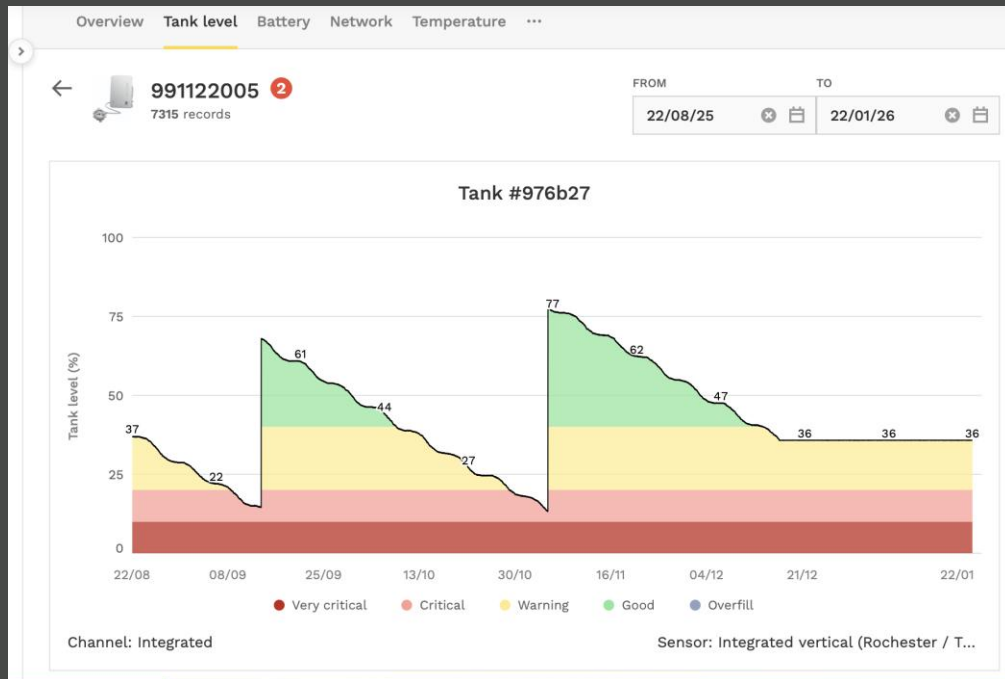 Overview Tank level Battery Network Temperature ...
991122005 2
7315 records
FROM TO
22/08/25 22/01/26
Tank #976b27
100
75
50
25
0
Tank level (%)
37
22
61
44
27
77
62
47
36
36
36
22/08 08/09 25/09 13/10 30/10 16/11 04/12 21/12 22/01
Very critical Critical Warning Good Overfill
Channel: Integrated Sensor: Integrated vertical (Rochester / T...